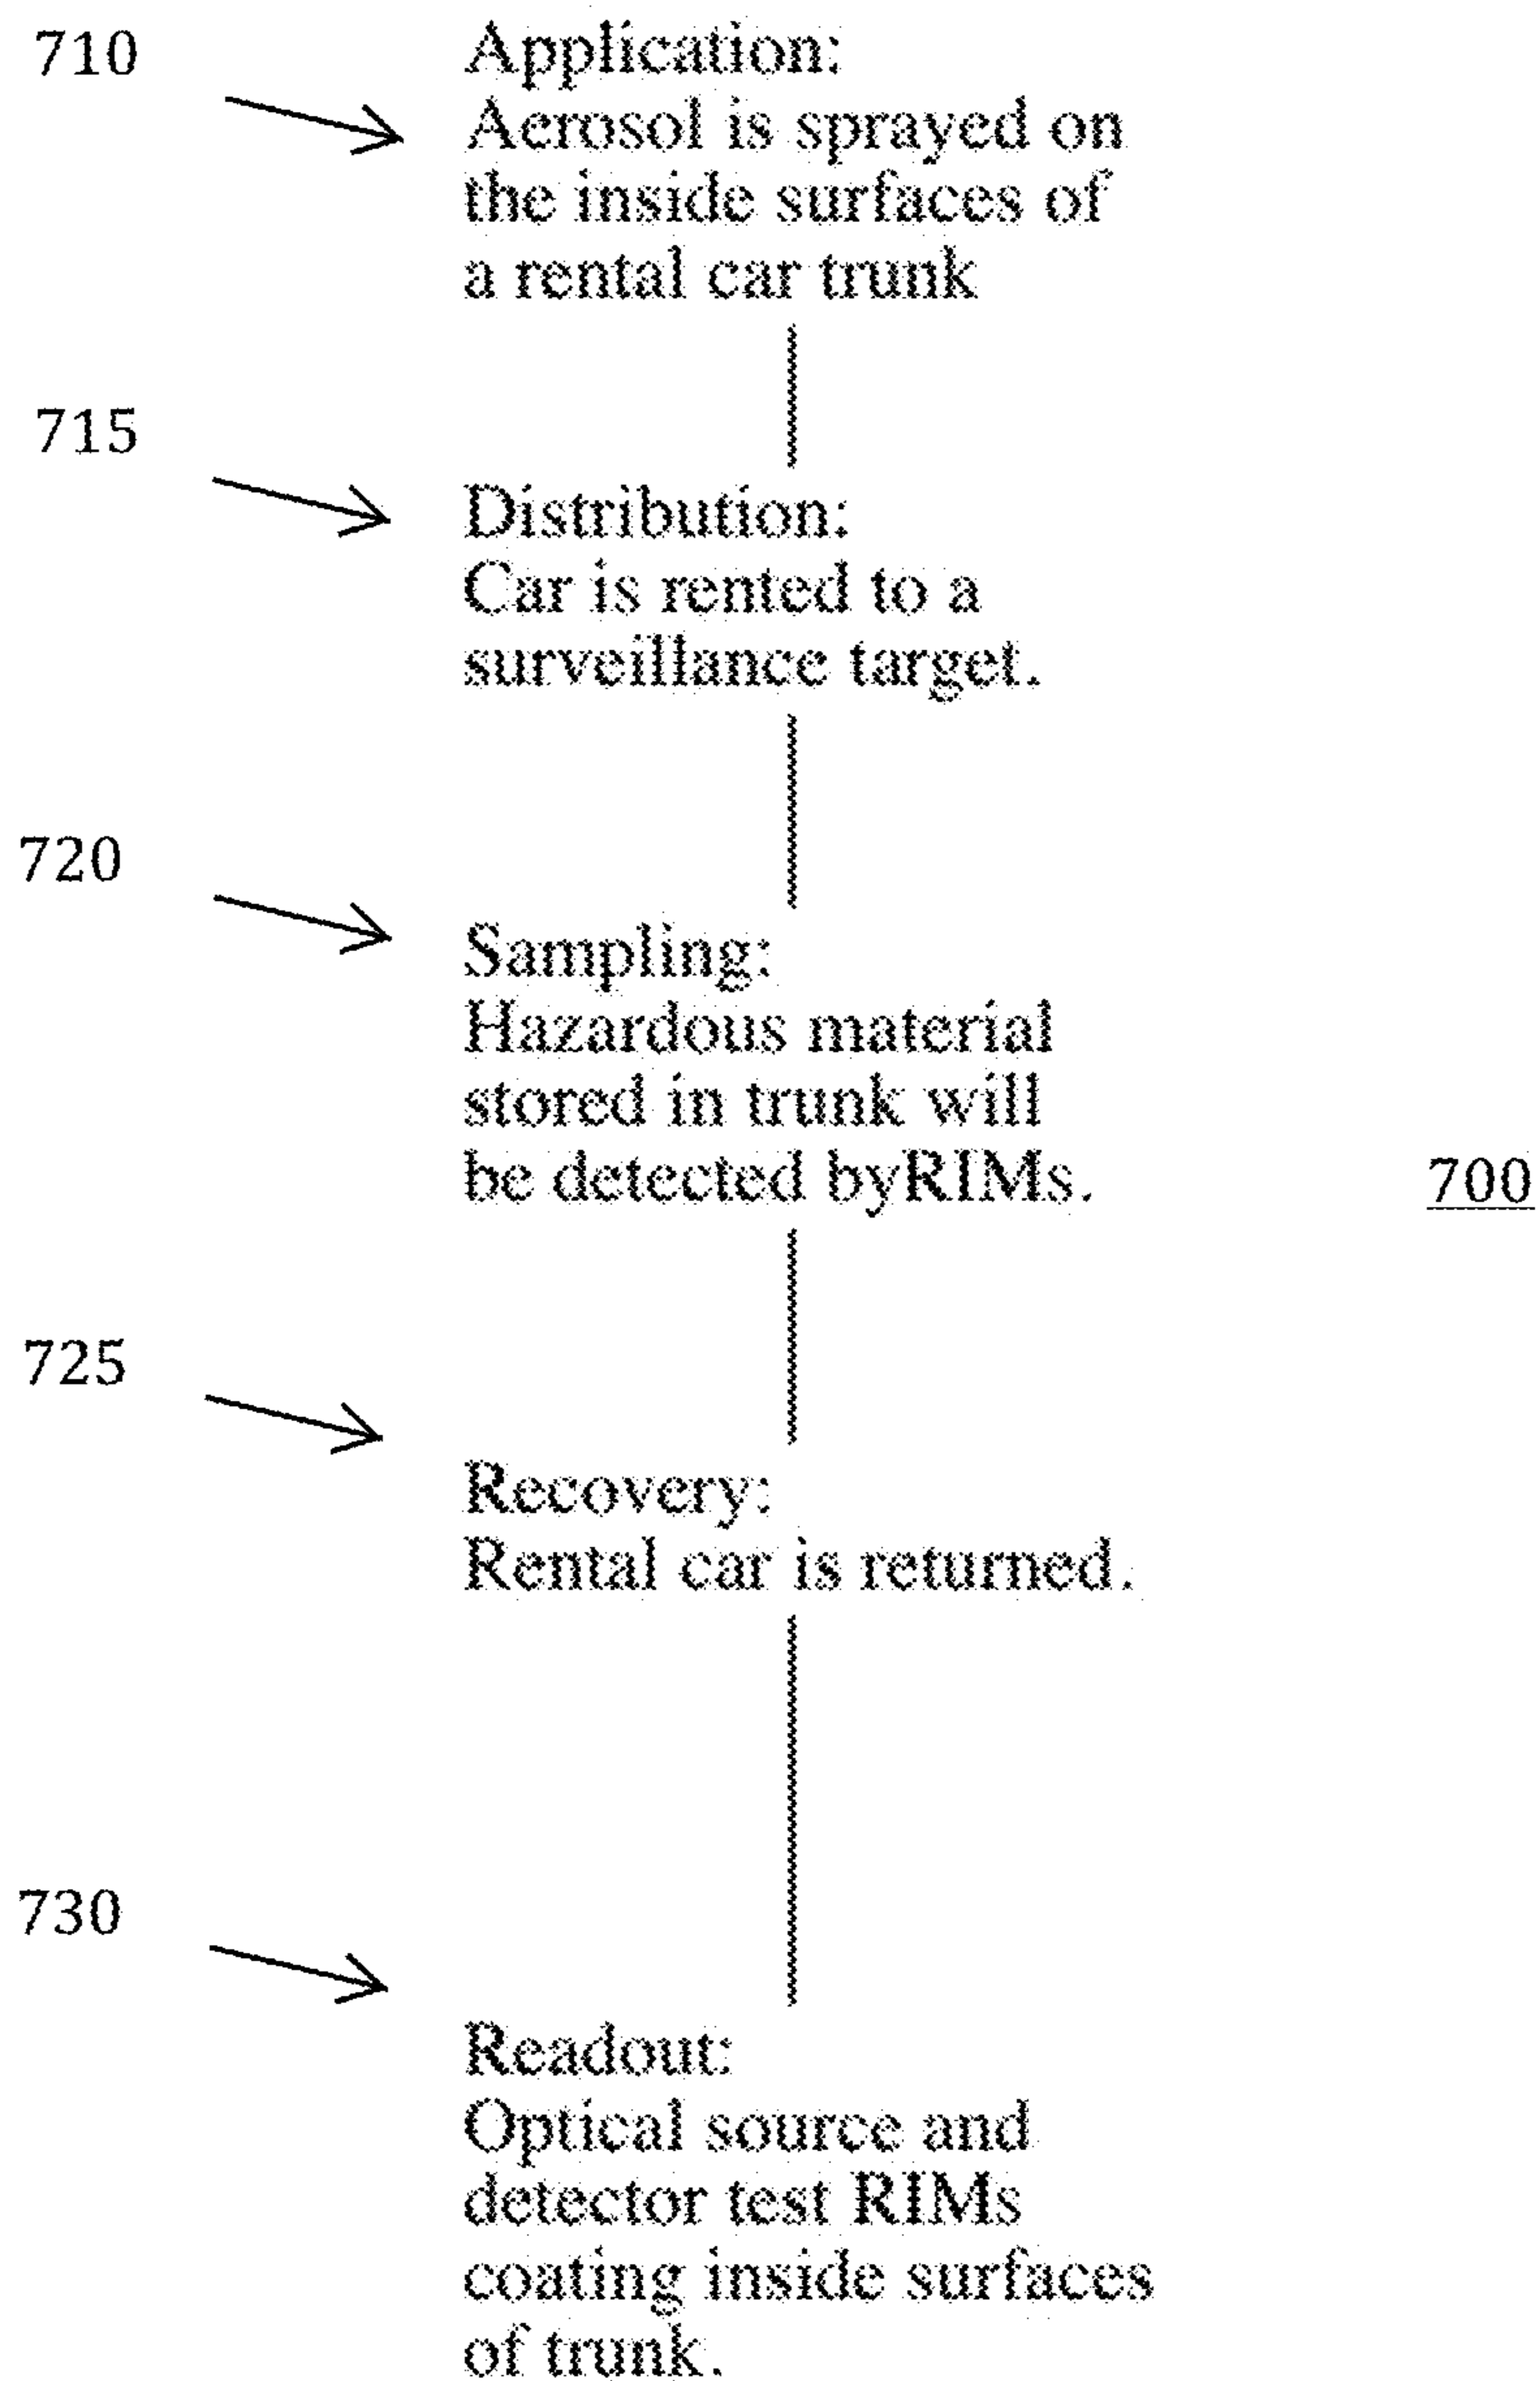 710
Application:
Aerosol is sprayed on
the inside surfaces of
a rental car trunk
715
Distribution:
Car is rented to a
surveillance target.
720
Sampling:
Hazardous material
stored in trunk will
be detected byRIMs.
700
725
Recovery:
Rental car is returned.
730
Readout:
Optical source and
detector test RIMs
coating inside surfaces
of trunk.